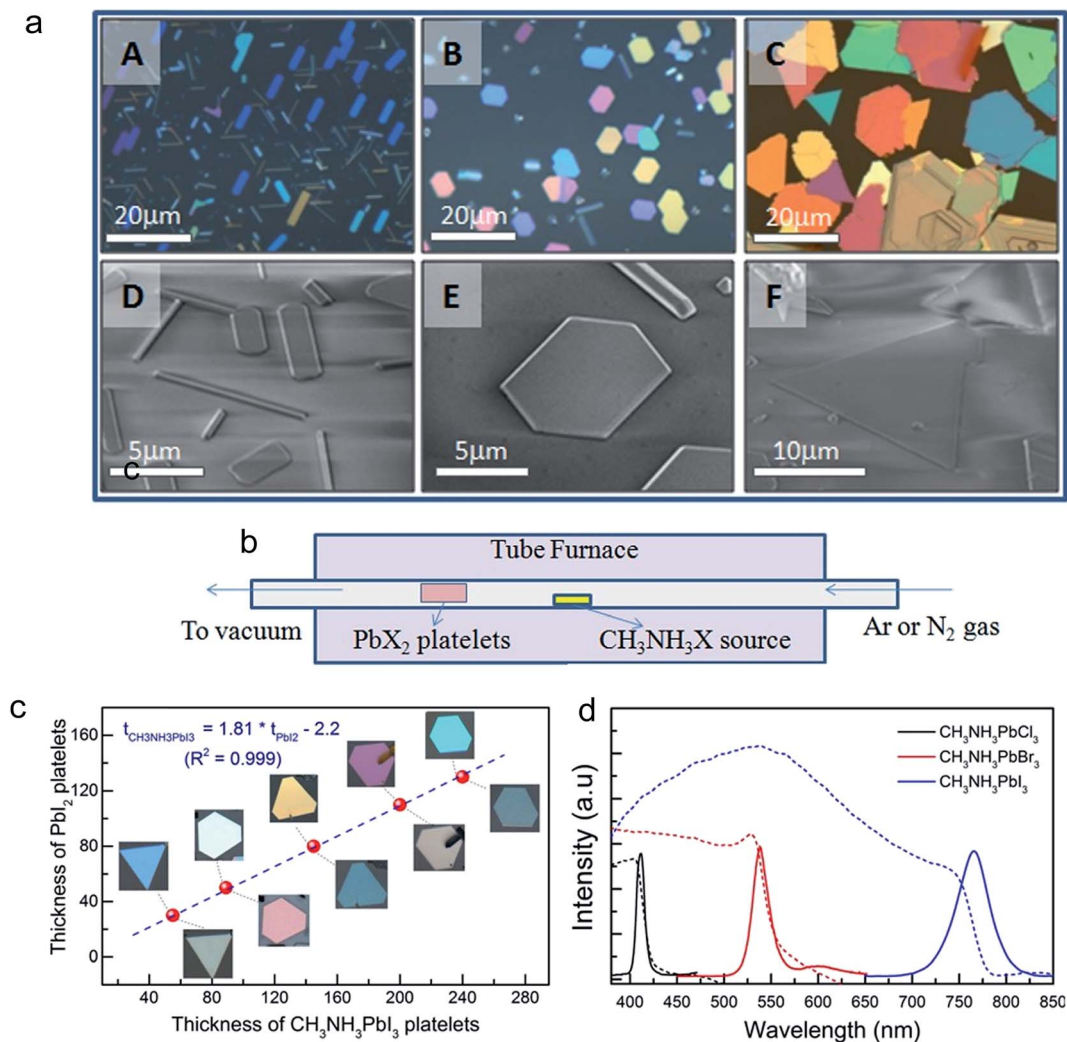 a
A
B
C
20μm
20μm
20μm
D
E
F
5μm
5μm
10μm
c
b
Tube Furnace
To vacuum
PbX₂ platelets
CH₃NH₃X source
Ar or N₂ gas
c
t_CH3NH3PbI3 = 1.81 * t_PbI2 - 2.2
(R² = 0.999)
Thickness of PbI₂ platelets
160
120
80
40
0
40
80
120
160
200
240
280
Thickness of CH₃NH₃PbI₃ platelets
d
CH₃NH₃PbCl₃
CH₃NH₃PbBr₃
CH₃NH₃PbI₃
Intensity (a.u)
400
450
500
550
600
650
700
750
800
850
Wavelength (nm)